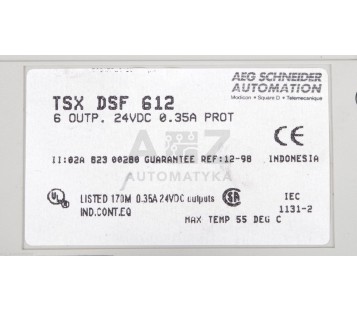 AEG SCHNEIDER
AUTOMATION
Modicon • Square D • Telemecanique
TSX DSF 612
6 OUTP. 24VDC 0.35A PROT
CE
II:02A 823 00280 GUARANTEE REF:12-98 INDONESIA
AUTOMATYKA
UL LISTED 170M 0.35A 24VDC outputs
IND.CONT.EQ
IEC
1131-2
MAX TEMP 55 DEG C